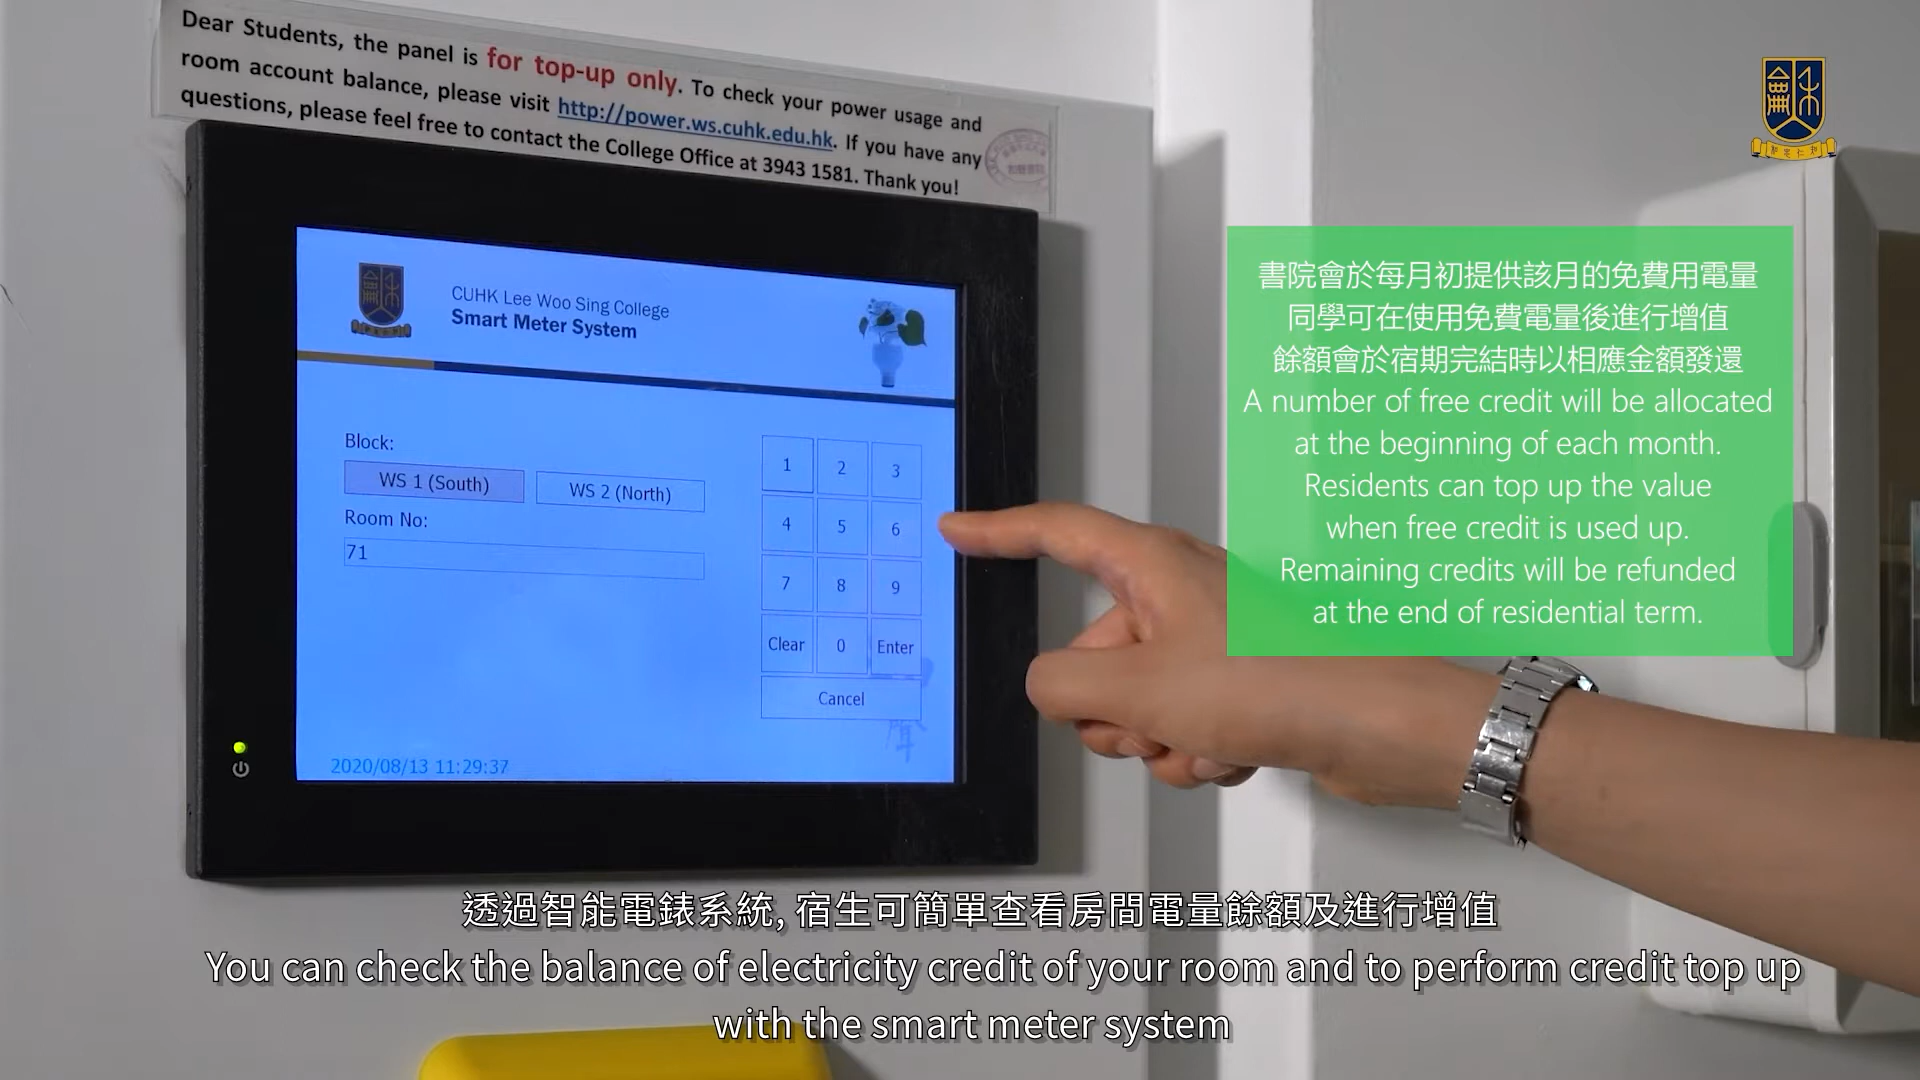 Dear Students, the panel is for top-up only. To check your power usage and
room account balance, please visit http://power.ws.cuhk.edu.hk. If you have any
questions, please feel free to contact the College Office at 3943 1581. Thank you!
CUHK Lee Woo Sing College
Smart Meter System
Block:
WS 1 (South)
WS 2 (North)
Room No:
71
1 2 3
4 5 6
7 8 9
Clear 0 Enter
Cancel
2020/08/13 11:29:37
書院會於每月初提供該月的免費用電量
同學可在使用免費電量後進行增值
餘額會於宿期完結時以相應金額發還
A number of free credit will be allocated
at the beginning of each month.
Residents can top up the value
when free credit is used up.
Remaining credits will be refunded
at the end of residential term.
透過智能電錶系統, 宿生可簡單查看房間電量餘額及進行增值
You can check the balance of electricity credit of your room and to perform credit top up
with the smart meter system